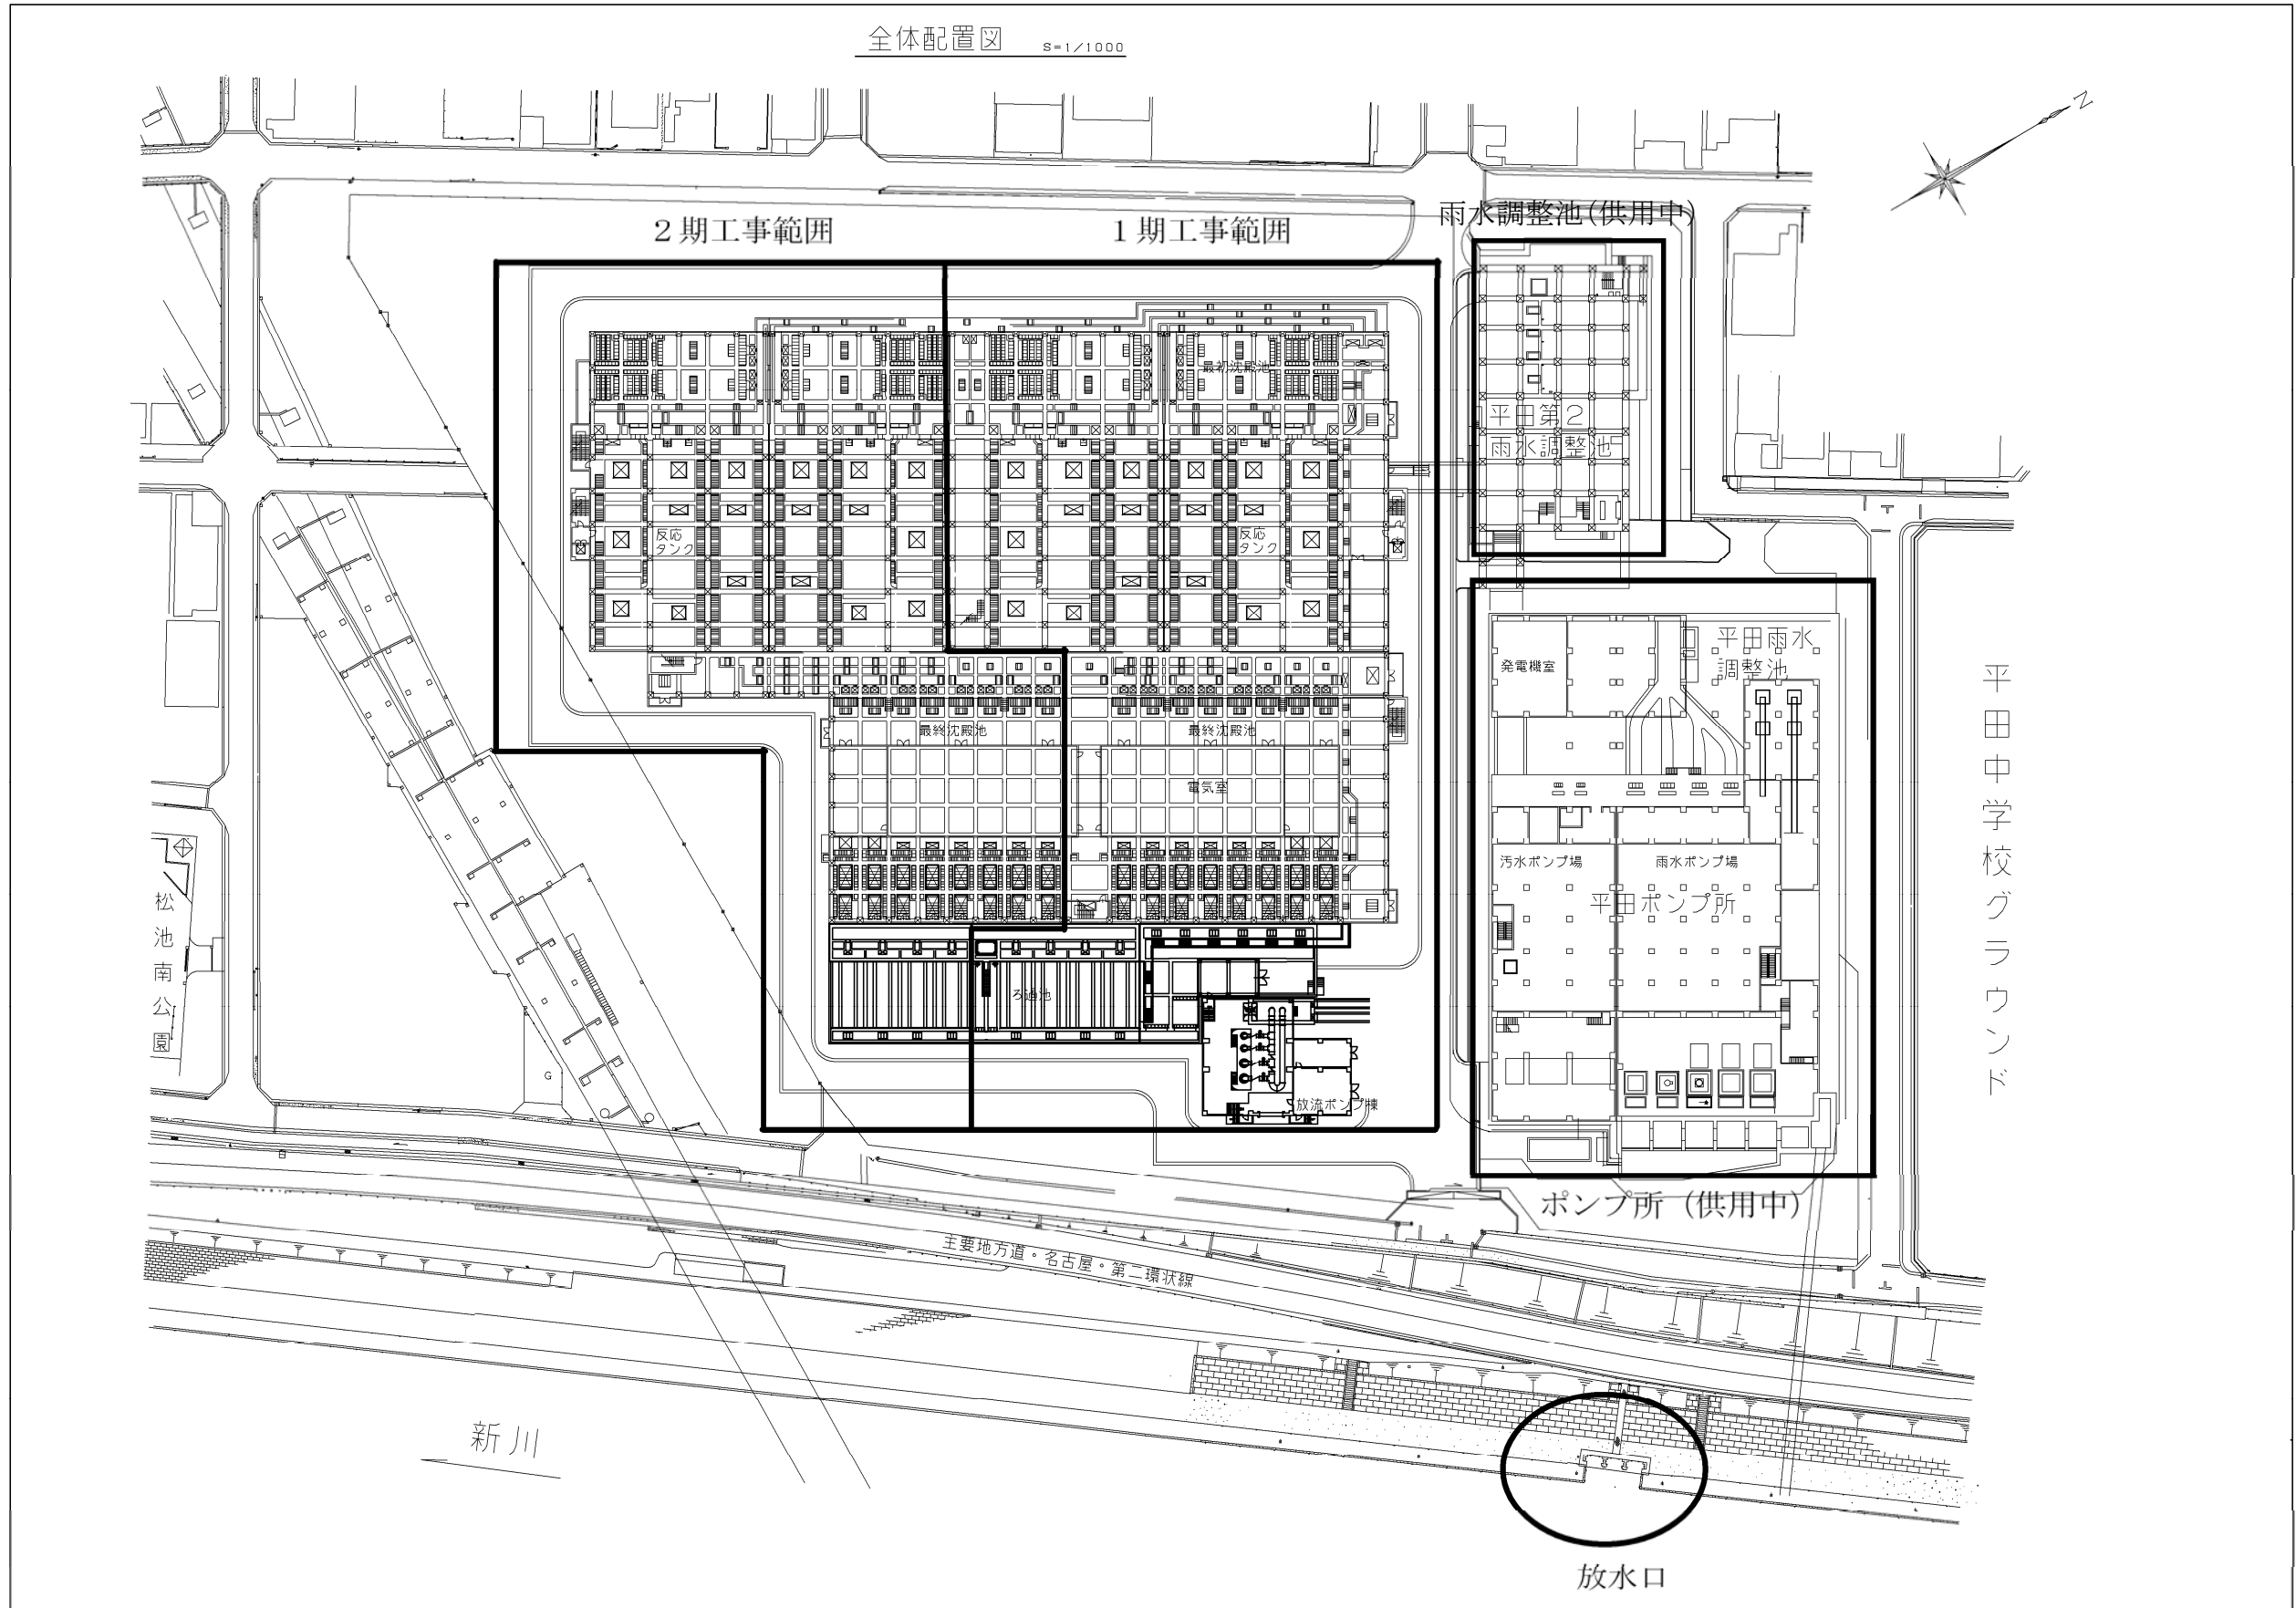 全体配置図 S=1/1000
N
2期工事範囲
1期工事範囲
雨水調整池(供用中)
最初沈殿池
平田第2
雨水調整池
反応
タンク
反応
タンク
発電機室
平田雨水
調整池
最終沈殿池
最終沈殿池
電気室
汚水ポンプ場
雨水ポンプ場
平田ポンプ所
平田中学校グラウンド
松池南公園
ろ過池
G
放流ポンプ棟
ポンプ所(供用中)
主要地方道・名古屋・第二環状線
新川
放水口